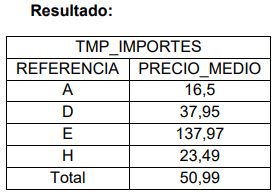 Resultado:
TMP_IMPORTES
REFERENCIA PRECIO_MEDIO
A 16,5
D 37,95
E 137,97
H 23,49
Total 50,99